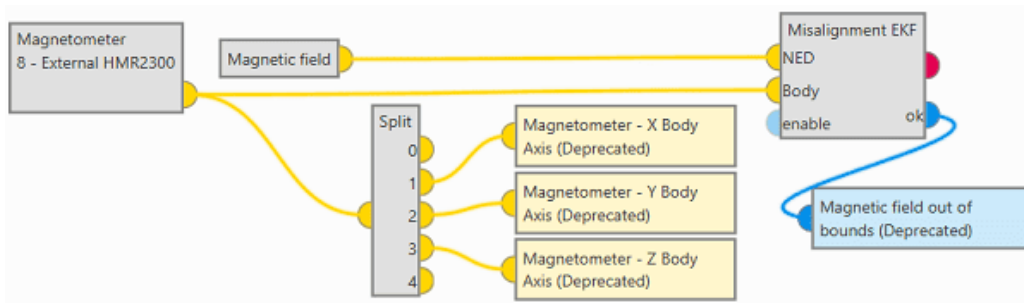 Magnetometer
8 - External HMR2300
Magnetic field
Misalignment EKF
NED
Body
enable
ok
Split
0
1
2
3
4
Magnetometer - X Body
Axis (Deprecated)
Magnetometer - Y Body
Axis (Deprecated)
Magnetometer - Z Body
Axis (Deprecated)
Magnetic field out of
bounds (Deprecated)